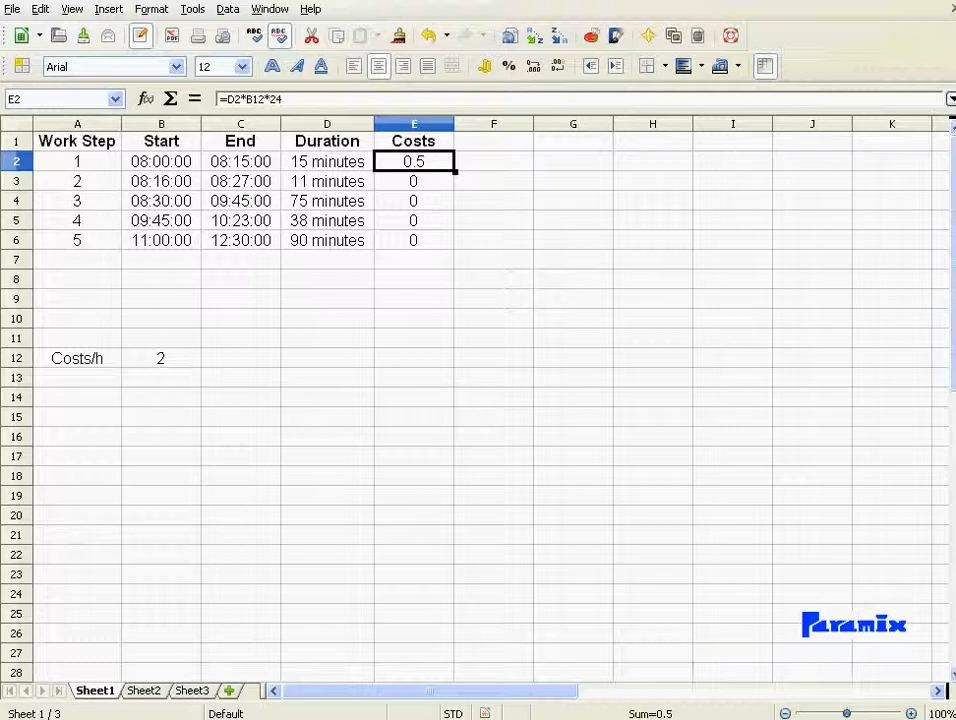 File Edit View Insert Format Tools Data Window Help
Arial 12
E2 =D2*B12*24
A B C D E F G H I J K
1 Work Step Start End Duration Costs
2 1 08:00:00 08:15:00 15 minutes 0.5
3 2 08:16:00 08:27:00 11 minutes 0
4 3 08:30:00 09:45:00 75 minutes 0
5 4 09:45:00 10:23:00 38 minutes 0
6 5 11:00:00 12:30:00 90 minutes 0
7
8
9
10
11
12 Costs/h 2
13
14
15
16
17
18
19
20
21
22
23
24
25
Paramix
26
27
28
Sheet1 Sheet2 Sheet3
Sheet 1 / 3 Default STD Sum=0.5 100%